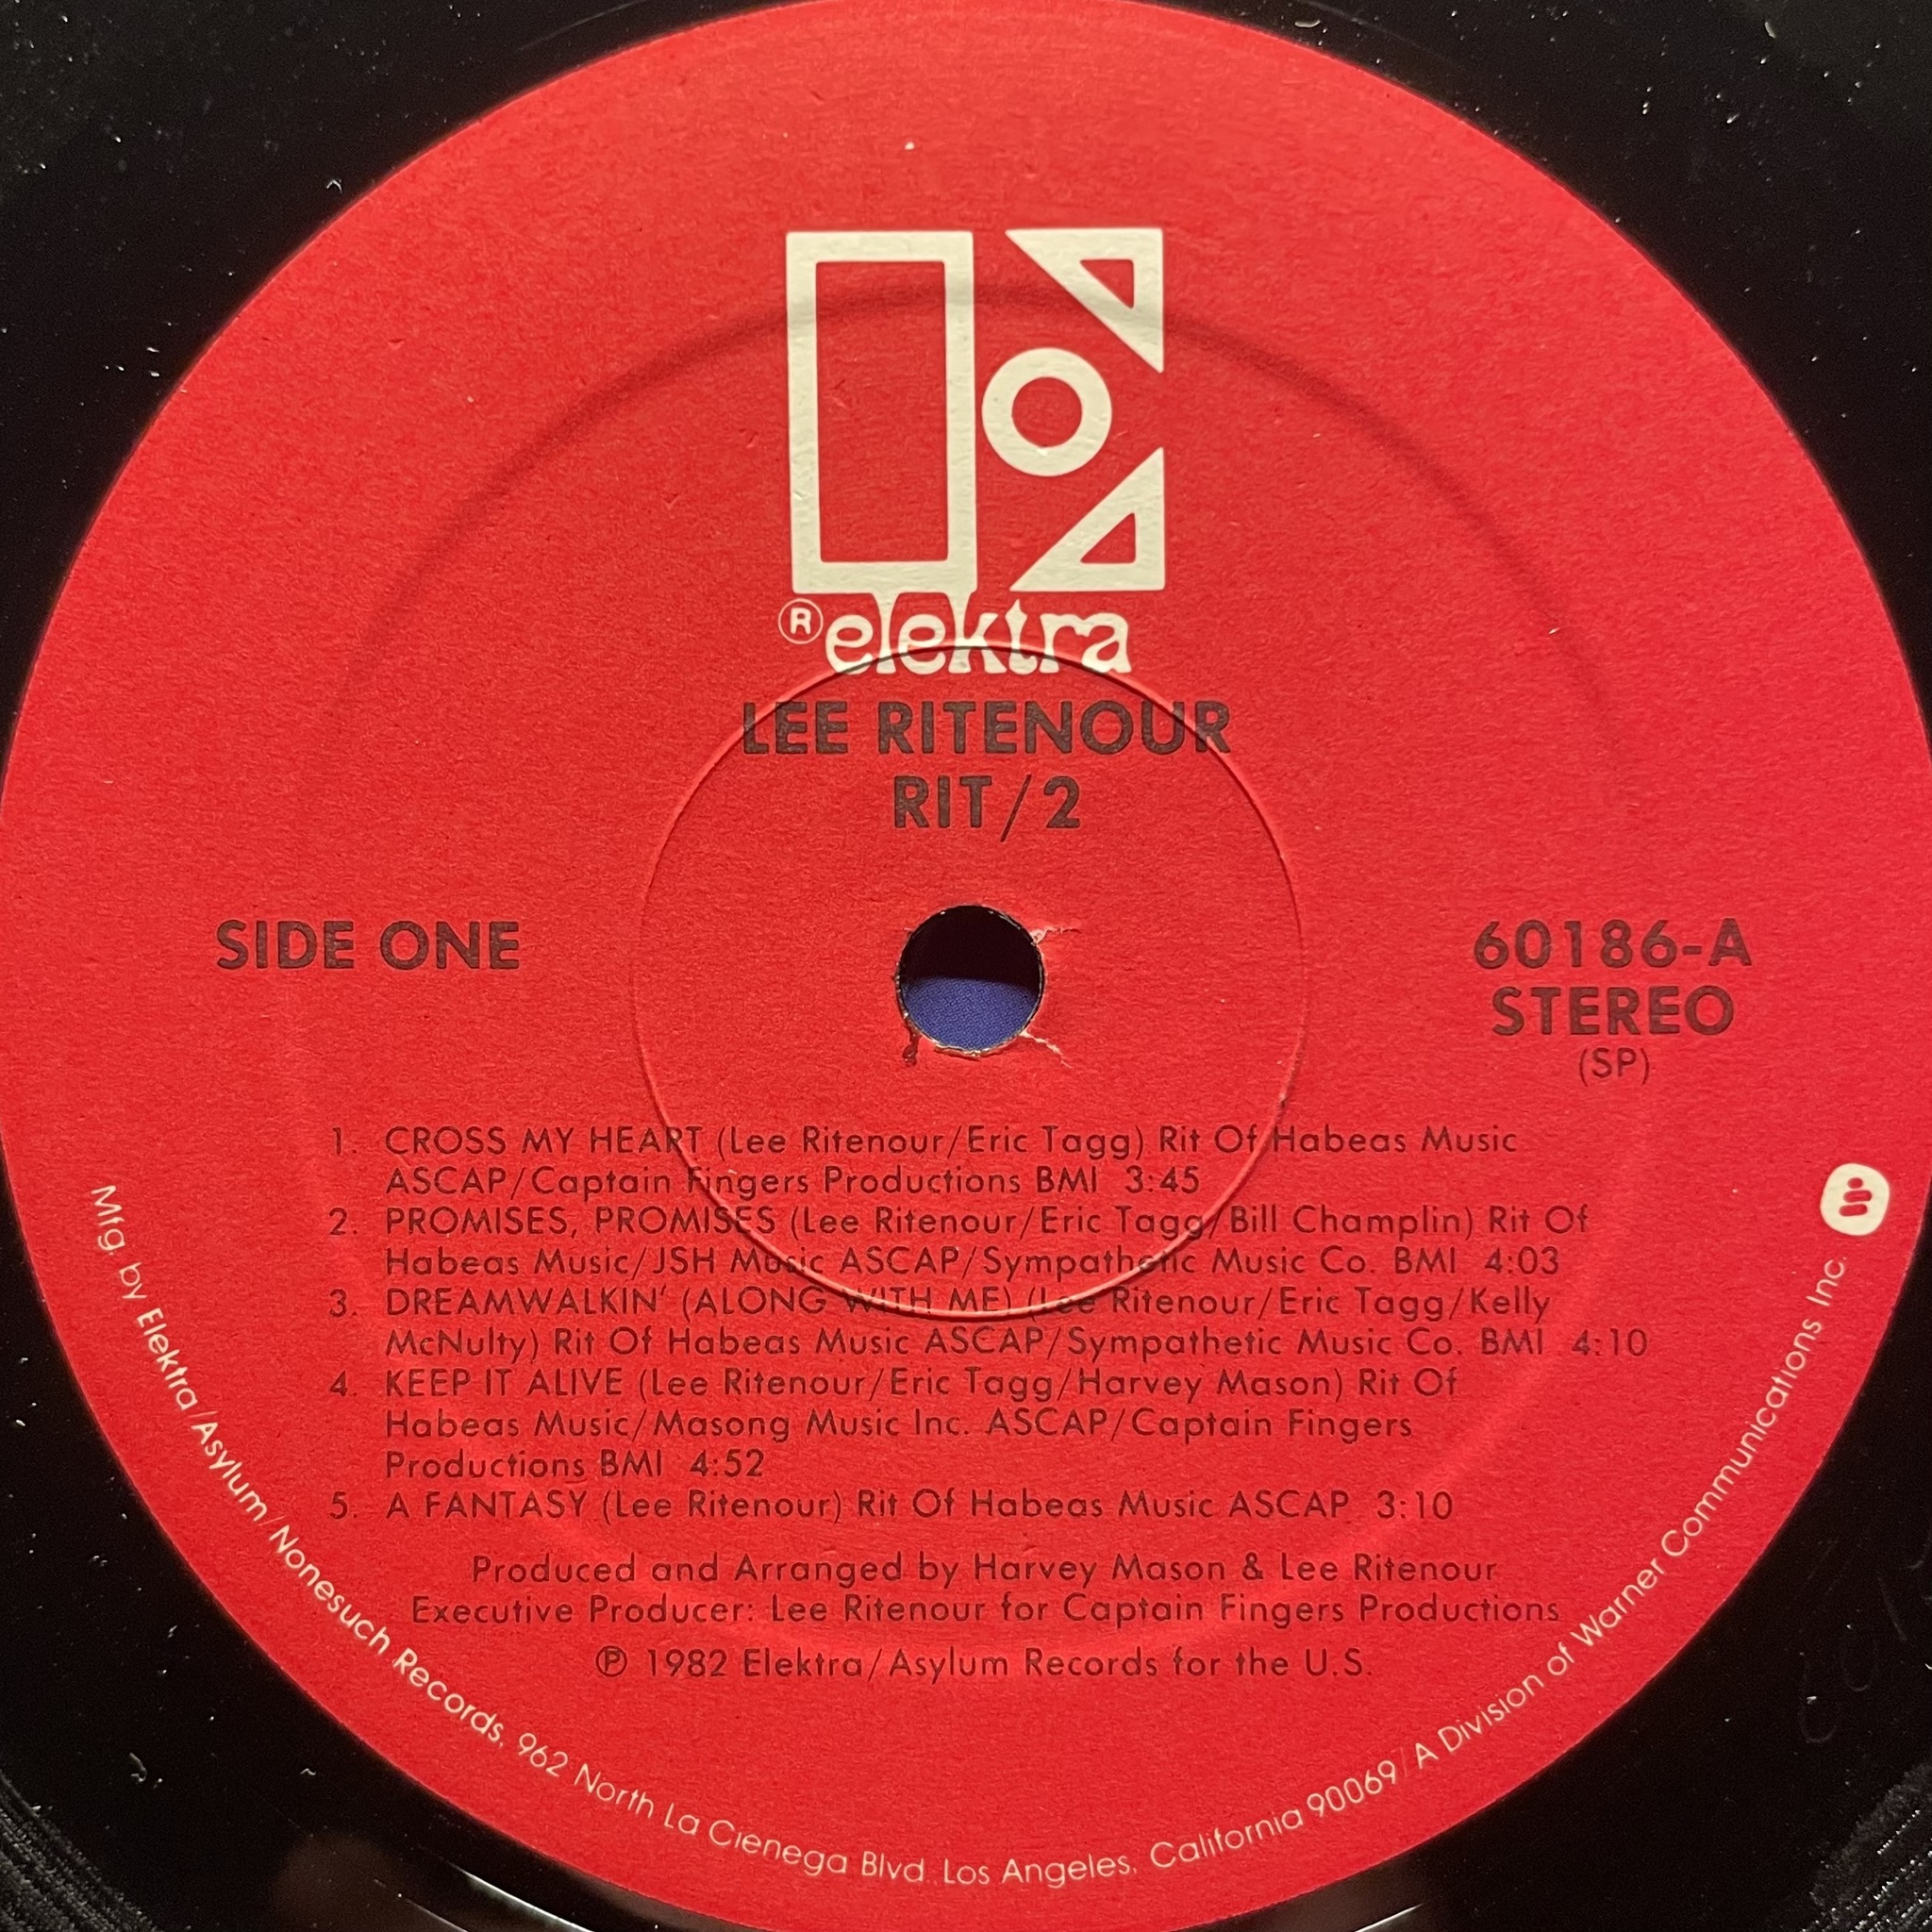 ® elektra
LEE RITENOUR
RIT/2
SIDE ONE
60186-A
STEREO
(SP)
1. CROSS MY HEART (Lee Ritenour/Eric Tagg) Rit Of Habeas Music
ASCAP/Captain Fingers Productions BMI 3:45
2. PROMISES, PROMISES (Lee Ritenour/Eric Tagg/Bill Champlin) Rit Of
Habeas Music/JSH Music ASCAP/Sympathetic Music Co. BMI 4:03
3. DREAMWALKIN' (ALONG WITH ME) (Lee Ritenour/Eric Tagg/Kelly
McNulty) Rit Of Habeas Music ASCAP/Sympathetic Music Co. BMI 4:10
4. KEEP IT ALIVE (Lee Ritenour/Eric Tagg/Harvey Mason) Rit Of
Habeas Music/Masong Music Inc. ASCAP/Captain Fingers
Productions BMI 4:52
5. A FANTASY (Lee Ritenour) Rit Of Habeas Music ASCAP 3:10
Produced and Arranged by Harvey Mason & Lee Ritenour
Executive Producer: Lee Ritenour for Captain Fingers Productions
℗ 1982 Elektra/Asylum Records for the U.S.
Mfg. by Elektra/Asylum/Nonesuch Records, 962 North La Cienega Blvd. Los Angeles, California 90069/A Division of Warner Communications Inc.